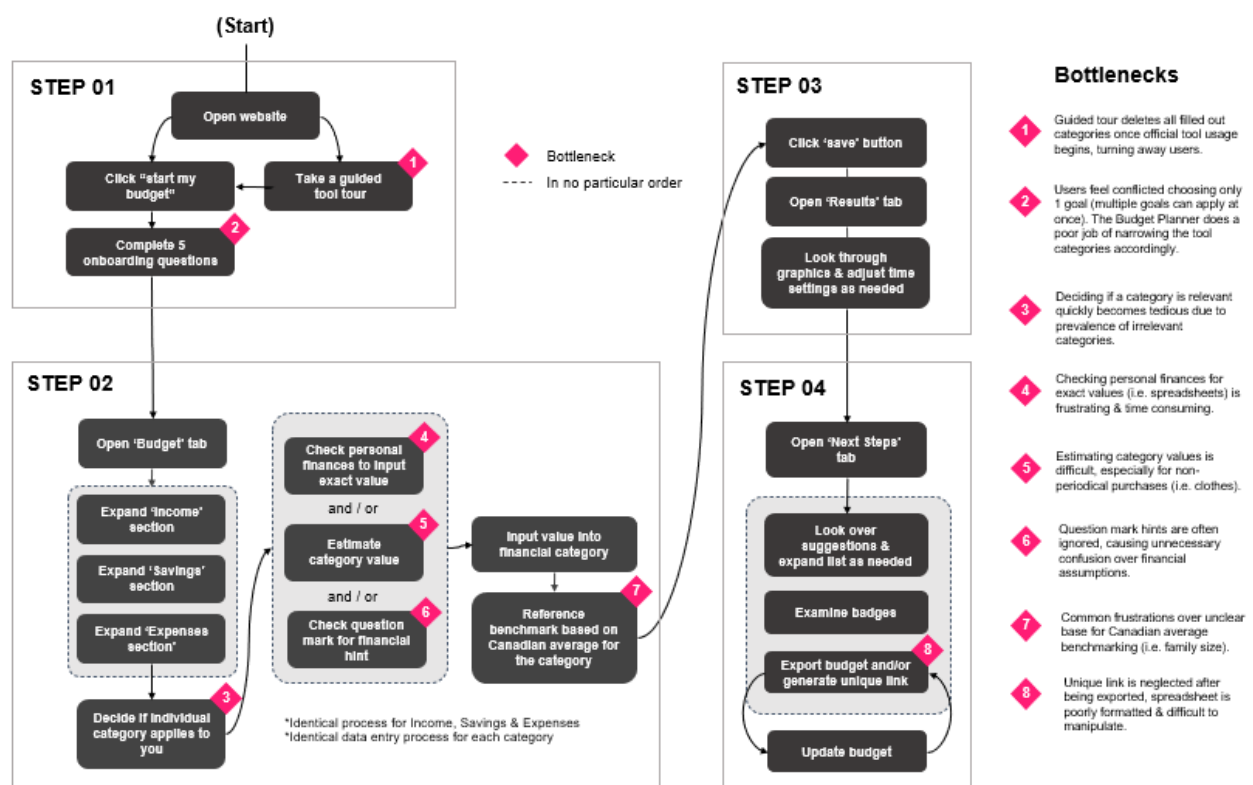 (Start)
STEP 01
Open website
Click “start my
budget”
Take a guided
tool tour
1
Complete 5
onboarding questions
2
Bottleneck
In no particular order
STEP 02
Open ‘Budget’ tab
Expand ‘Income’
section
Expand ‘Savings’
section
Expand ‘Expenses
section’
Decide if individual
category applies to
you
3
Check personal
finances to input
exact value
4
and / or
Estimate
category value
5
and / or
Check question
mark for financial
hint
6
Input value into
financial category
Reference
benchmark based on
Canadian average for
the category
7
*Identical process for Income, Savings & Expenses
*Identical data entry process for each category
STEP 03
Click ‘save’ button
Open ‘Results’ tab
Look through
graphics & adjust time
settings as needed
STEP 04
Open ‘Next Steps’
tab
Look over
suggestions &
expand list as needed
Examine badges
Export budget and/or
generate unique link
8
Update budget
Bottlenecks
1
Guided tour deletes all filled out
categories once official tool usage
begins, turning away users.
2
Users feel conflicted choosing only
1 goal (multiple goals can apply at
once). The Budget Planner does a
poor job of narrowing the tool
categories accordingly.
3
Deciding if a category is relevant
quickly becomes tedious due to
prevalence of irrelevant
categories.
4
Checking personal finances for
exact values (i.e. spreadsheets) is
frustrating & time consuming.
5
Estimating category values is
difficult, especially for non-
periodical purchases (i.e. clothes).
6
Question mark hints are often
ignored, causing unnecessary
confusion over financial
assumptions.
7
Common frustrations over unclear
base for Canadian average
benchmarking (i.e. family size).
8
Unique link is neglected after
being exported, spreadsheet is
poorly formatted & difficult to
manipulate.